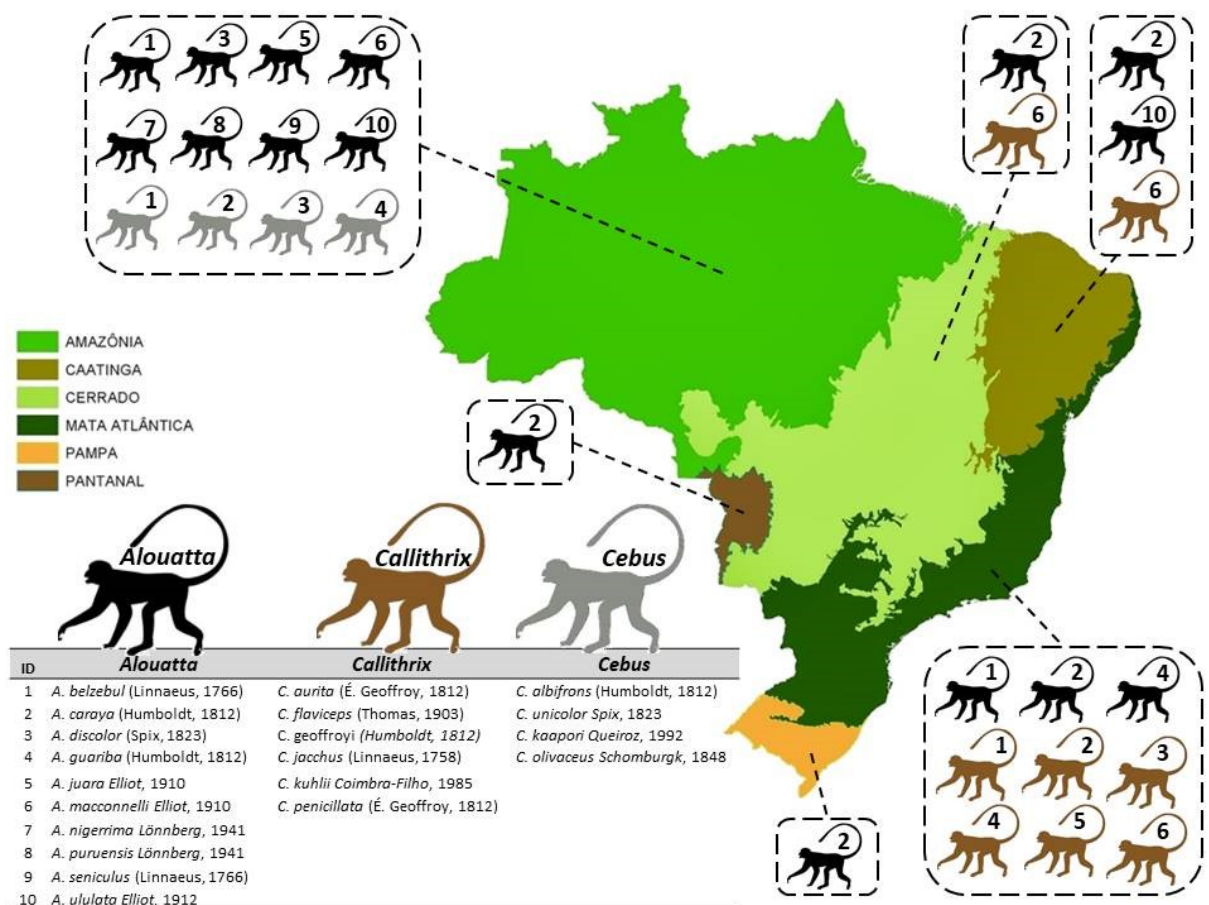 1 3 5 6
7 8 9 10
1 2 3 4
2
6
2
10
6
AMAZÔNIA
CAATINGA
CERRADO
MATA ATLÂNTICA
PAMPA
PANTANAL
2
Alouatta Callithrix Cebus
ID Alouatta Callithrix Cebus
1 A. belzebul (Linnaeus, 1766) C. aurita (É. Geoffroy, 1812) C. albifrons (Humboldt, 1812)
2 A. caraya (Humboldt, 1812) C. flaviceps (Thomas, 1903) C. unicolor Spix, 1823
3 A. discolor (Spix, 1823) C. geoffroyi (Humboldt, 1812) C. kaapori Queiroz, 1992
4 A. guariba (Humboldt, 1812) C. jacchus (Linnaeus, 1758) C. olivaceus Schomburgk, 1848
5 A. juara Elliot, 1910 C. kuhlii Coimbra-Filho, 1985
6 A. macconnelli Elliot, 1910 C. penicillata (É. Geoffroy, 1812)
7 A. nigerrima Lönnberg, 1941
8 A. puruensis Lönnberg, 1941
9 A. seniculus (Linnaeus, 1766)
10 A. ululata Elliot, 1912
1 2 4
1 2 3
4 5 6
2